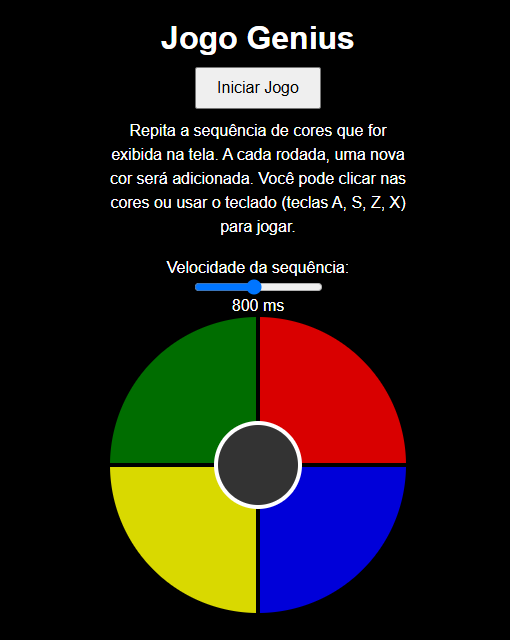 Jogo Genius
Iniciar Jogo
Repita a sequência de cores que for
exibida na tela. A cada rodada, uma nova
cor será adicionada. Você pode clicar nas
cores ou usar o teclado (teclas A, S, Z, X)
para jogar.
Velocidade da sequência:
800 ms